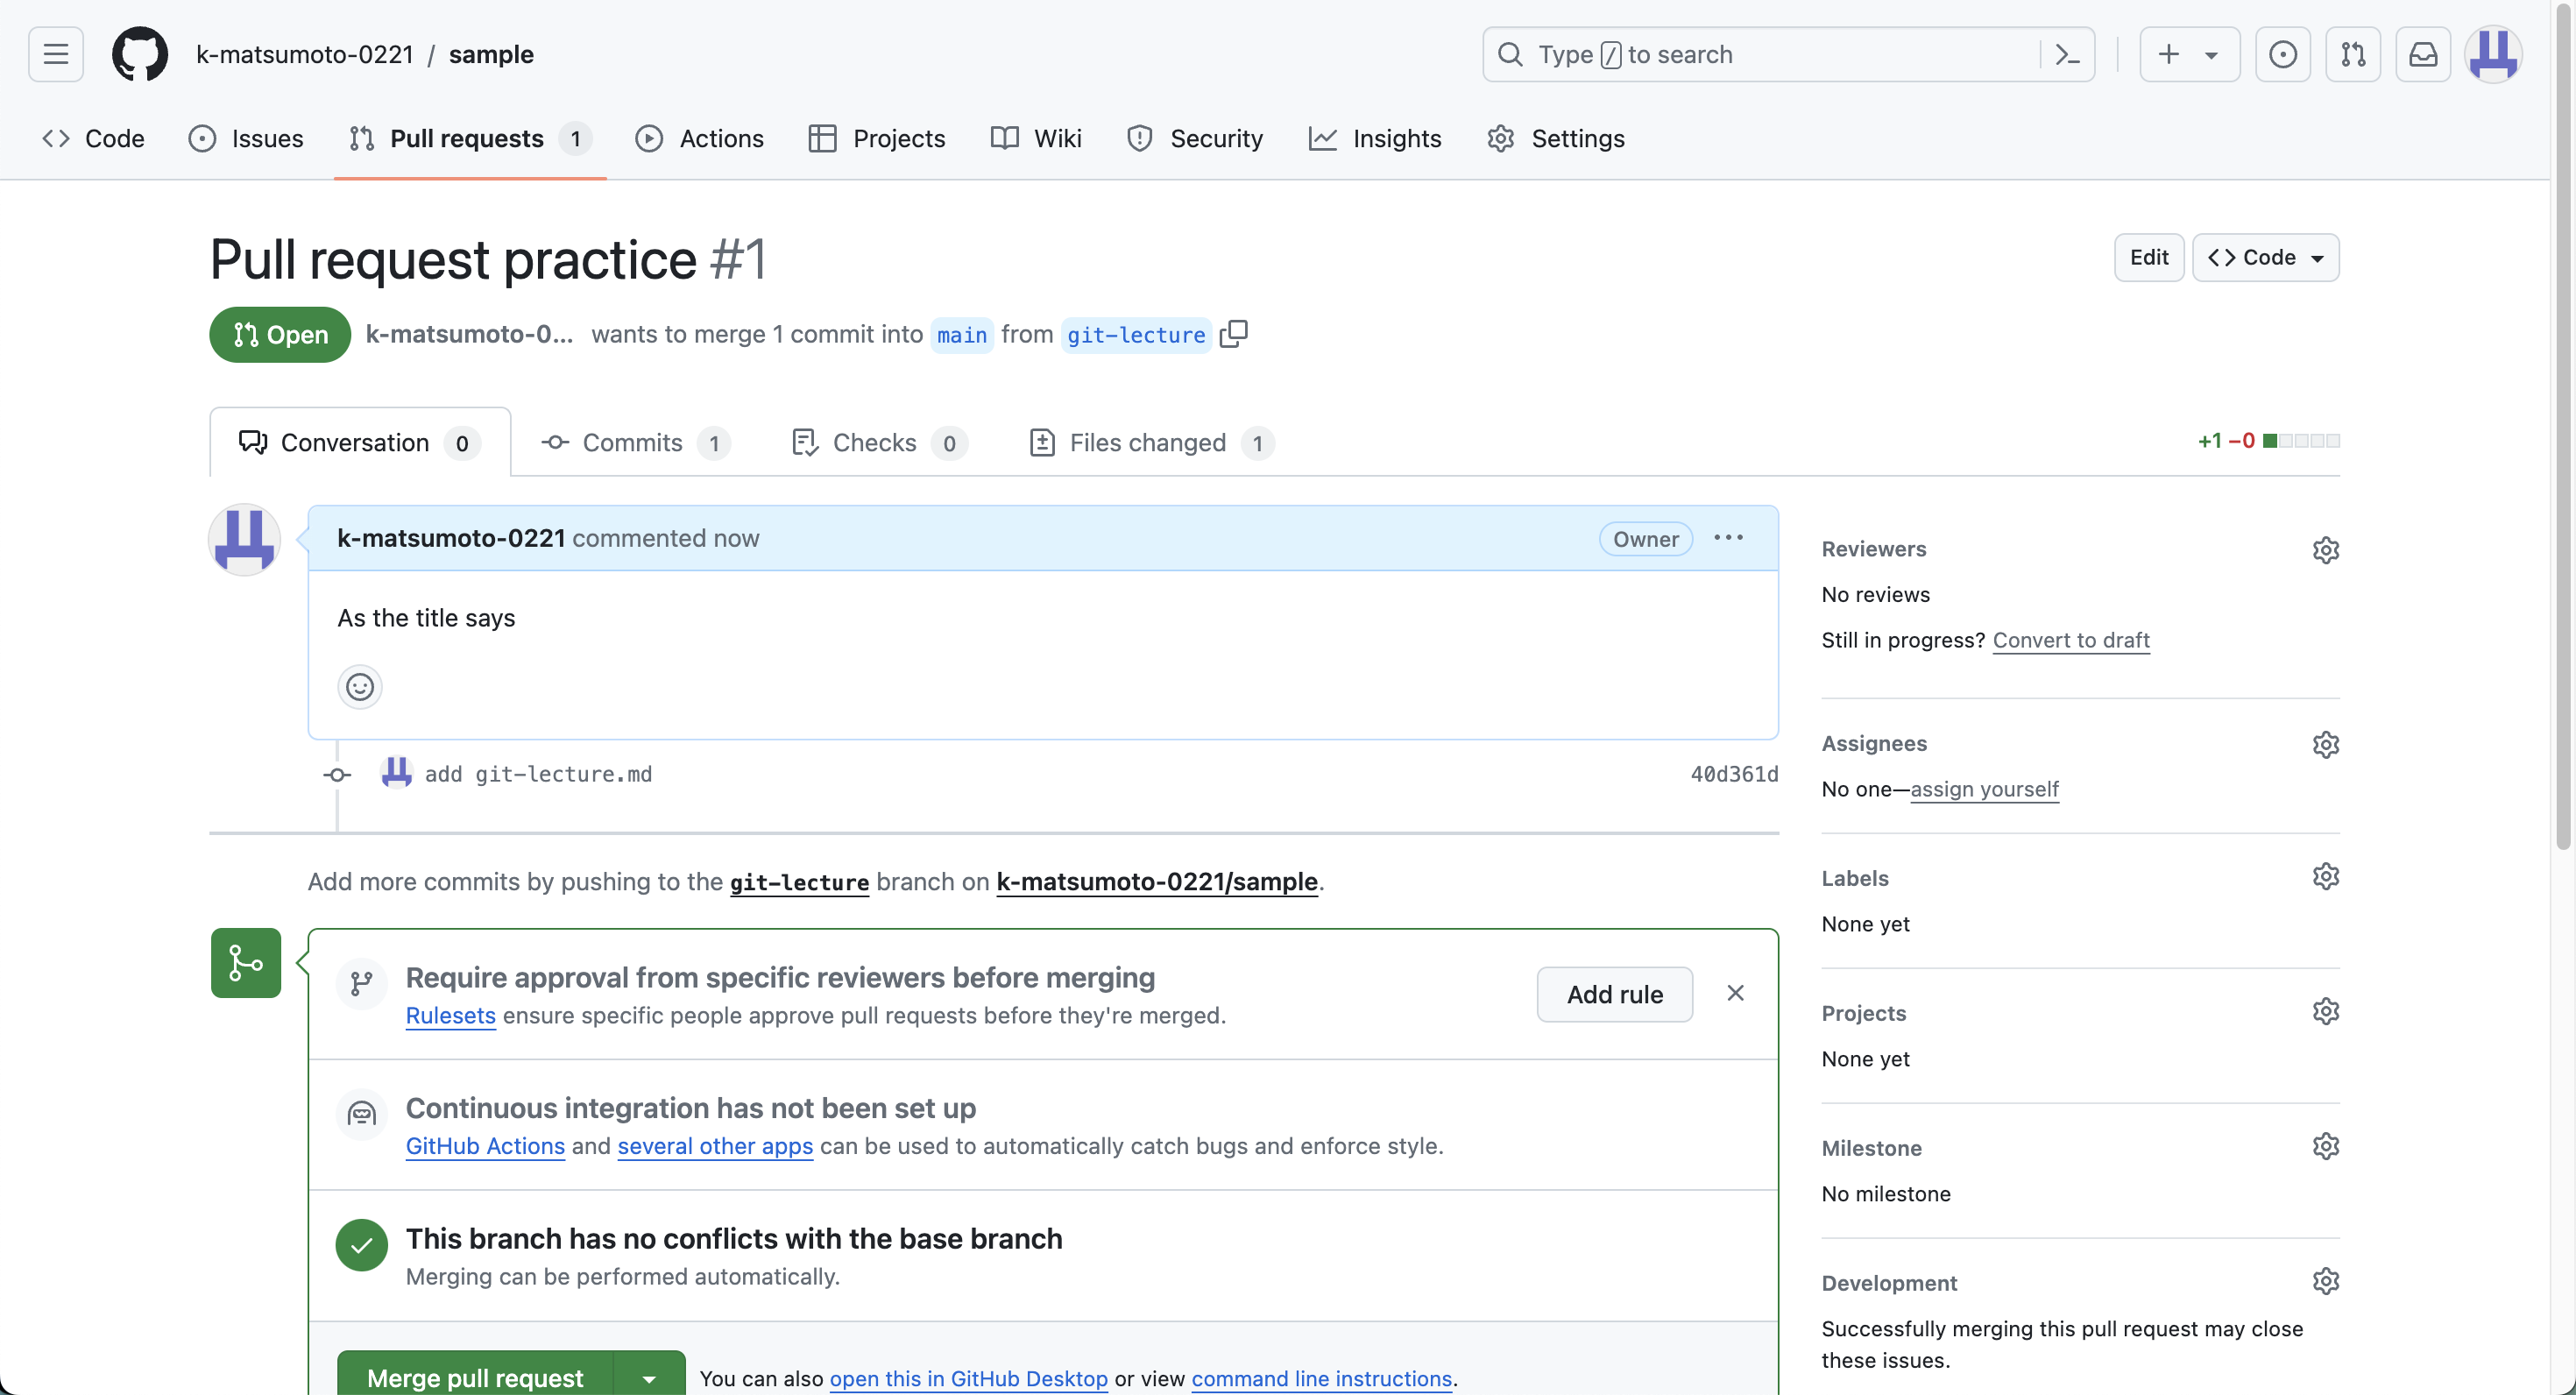 k-matsumoto-0221 / sample
Type / to search
Code
Issues
Pull requests 1
Actions
Projects
Wiki
Security
Insights
Settings
Pull request practice #1
Edit
Code
Open
k-matsumoto-0... wants to merge 1 commit into main from git-lecture
Conversation 0
Commits 1
Checks 0
Files changed 1
+1 −0
k-matsumoto-0221 commented now
Owner
As the title says
add git-lecture.md
40d361d
Add more commits by pushing to the git-lecture branch on k-matsumoto-0221/sample.
Require approval from specific reviewers before merging
Rulesets ensure specific people approve pull requests before they're merged.
Add rule
Continuous integration has not been set up
GitHub Actions and several other apps can be used to automatically catch bugs and enforce style.
This branch has no conflicts with the base branch
Merging can be performed automatically.
Merge pull request
You can also open this in GitHub Desktop or view command line instructions.
Reviewers
No reviews
Still in progress? Convert to draft
Assignees
No one—assign yourself
Labels
None yet
Projects
None yet
Milestone
No milestone
Development
Successfully merging this pull request may close
these issues.